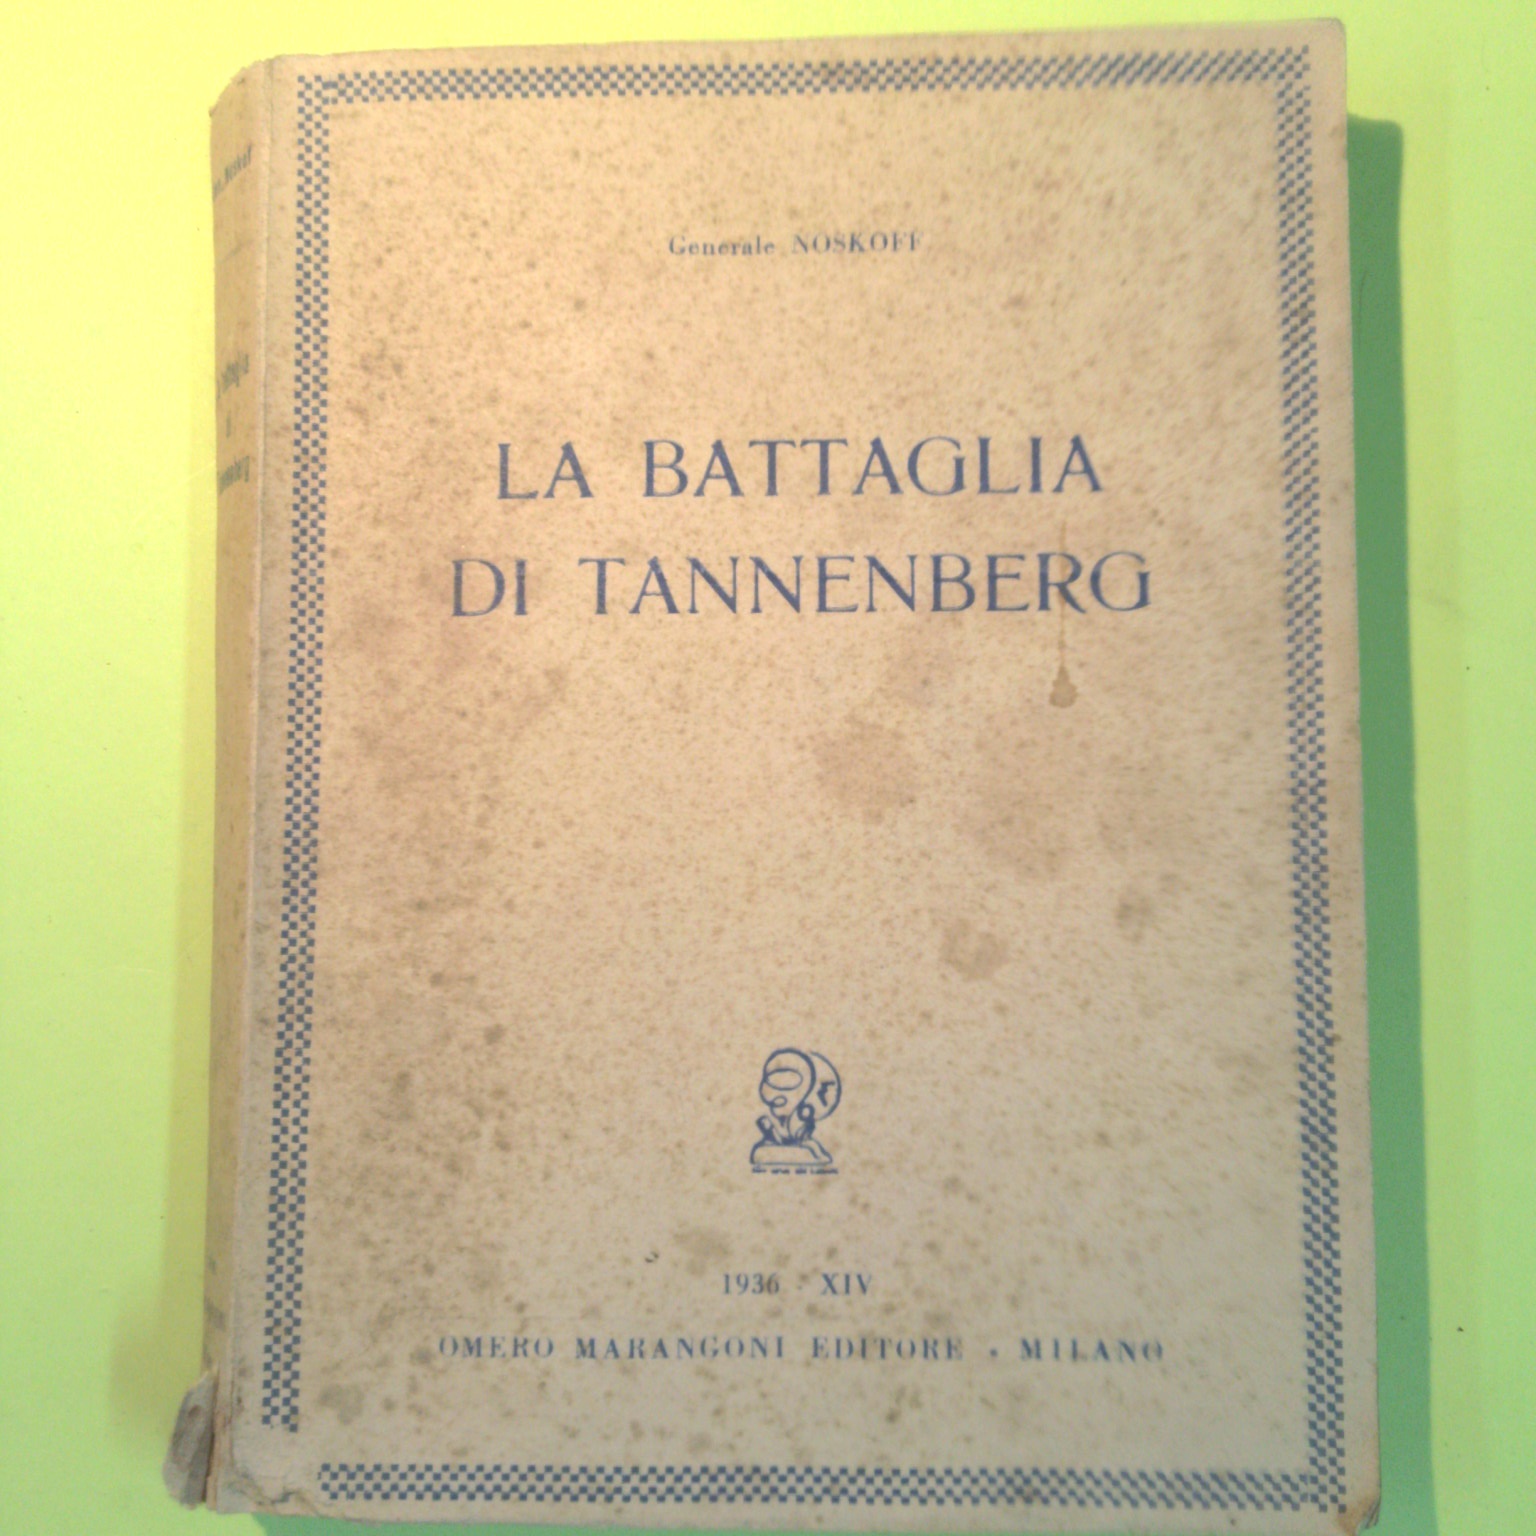 Generale NOSKOFF
LA BATTAGLIA
DI TANNENBERG
1936 - XIV
OMERO MARANGONI EDITORE • MILANO